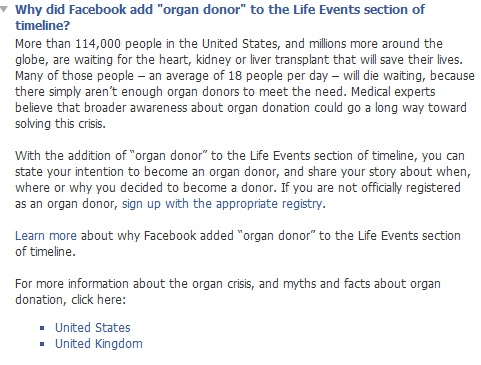 Why did Facebook add "organ donor" to the Life Events section of
timeline?
More than 114,000 people in the United States, and millions more around the
globe, are waiting for the heart, kidney or liver transplant that will save their lives.
Many of those people – an average of 18 people per day – will die waiting, because
there simply aren’t enough organ donors to meet the need. Medical experts
believe that broader awareness about organ donation could go a long way toward
solving this crisis.
With the addition of “organ donor” to the Life Events section of timeline, you can
state your intention to become an organ donor, and share your story about when,
where or why you decided to become a donor. If you are not officially registered
as an organ donor, sign up with the appropriate registry.
Learn more about why Facebook added “organ donor” to the Life Events section
of timeline.
For more information about the organ crisis, and myths and facts about organ
donation, click here:
United States
United Kingdom